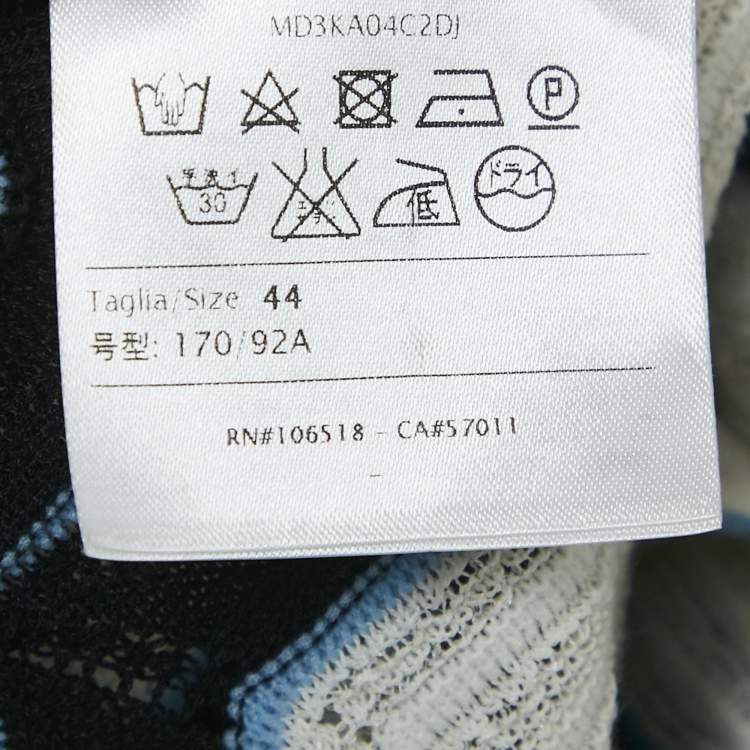 MD3KA04C2DJ
P
手洗イ
30
エンソ
低
ドライ
Taglia/Size 44
号型: 170/92A
RN#106518 - CA#57011
-